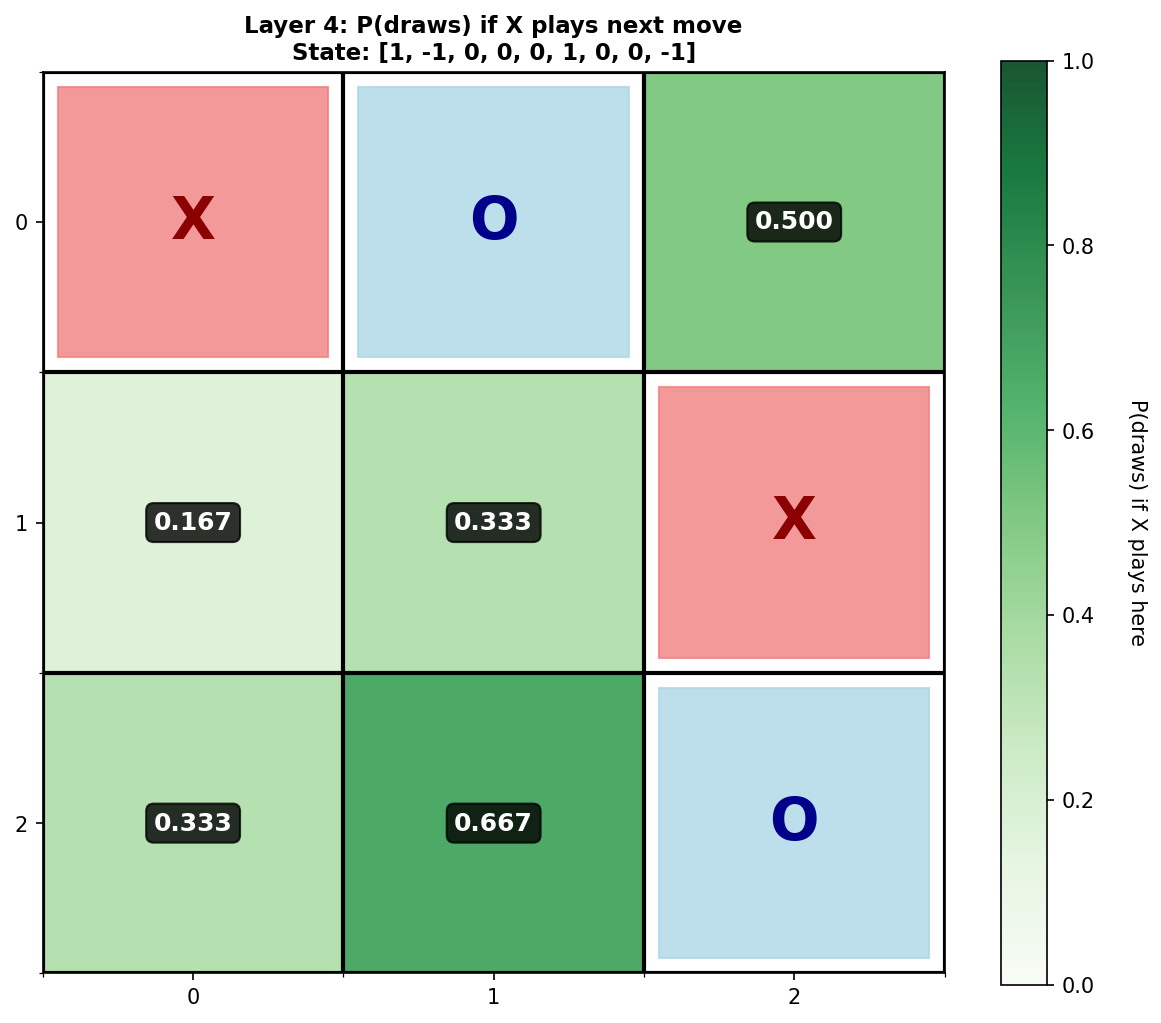 Layer 4: P(draws) if X plays next move
State: [1, -1, 0, 0, 0, 1, 0, 0, -1]
X
O
0.500
0.167
0.333
X
0.333
0.667
O
0
1
2
0
1
2
1.0
0.8
0.6
0.4
0.2
0.0
P(draws) if X plays here